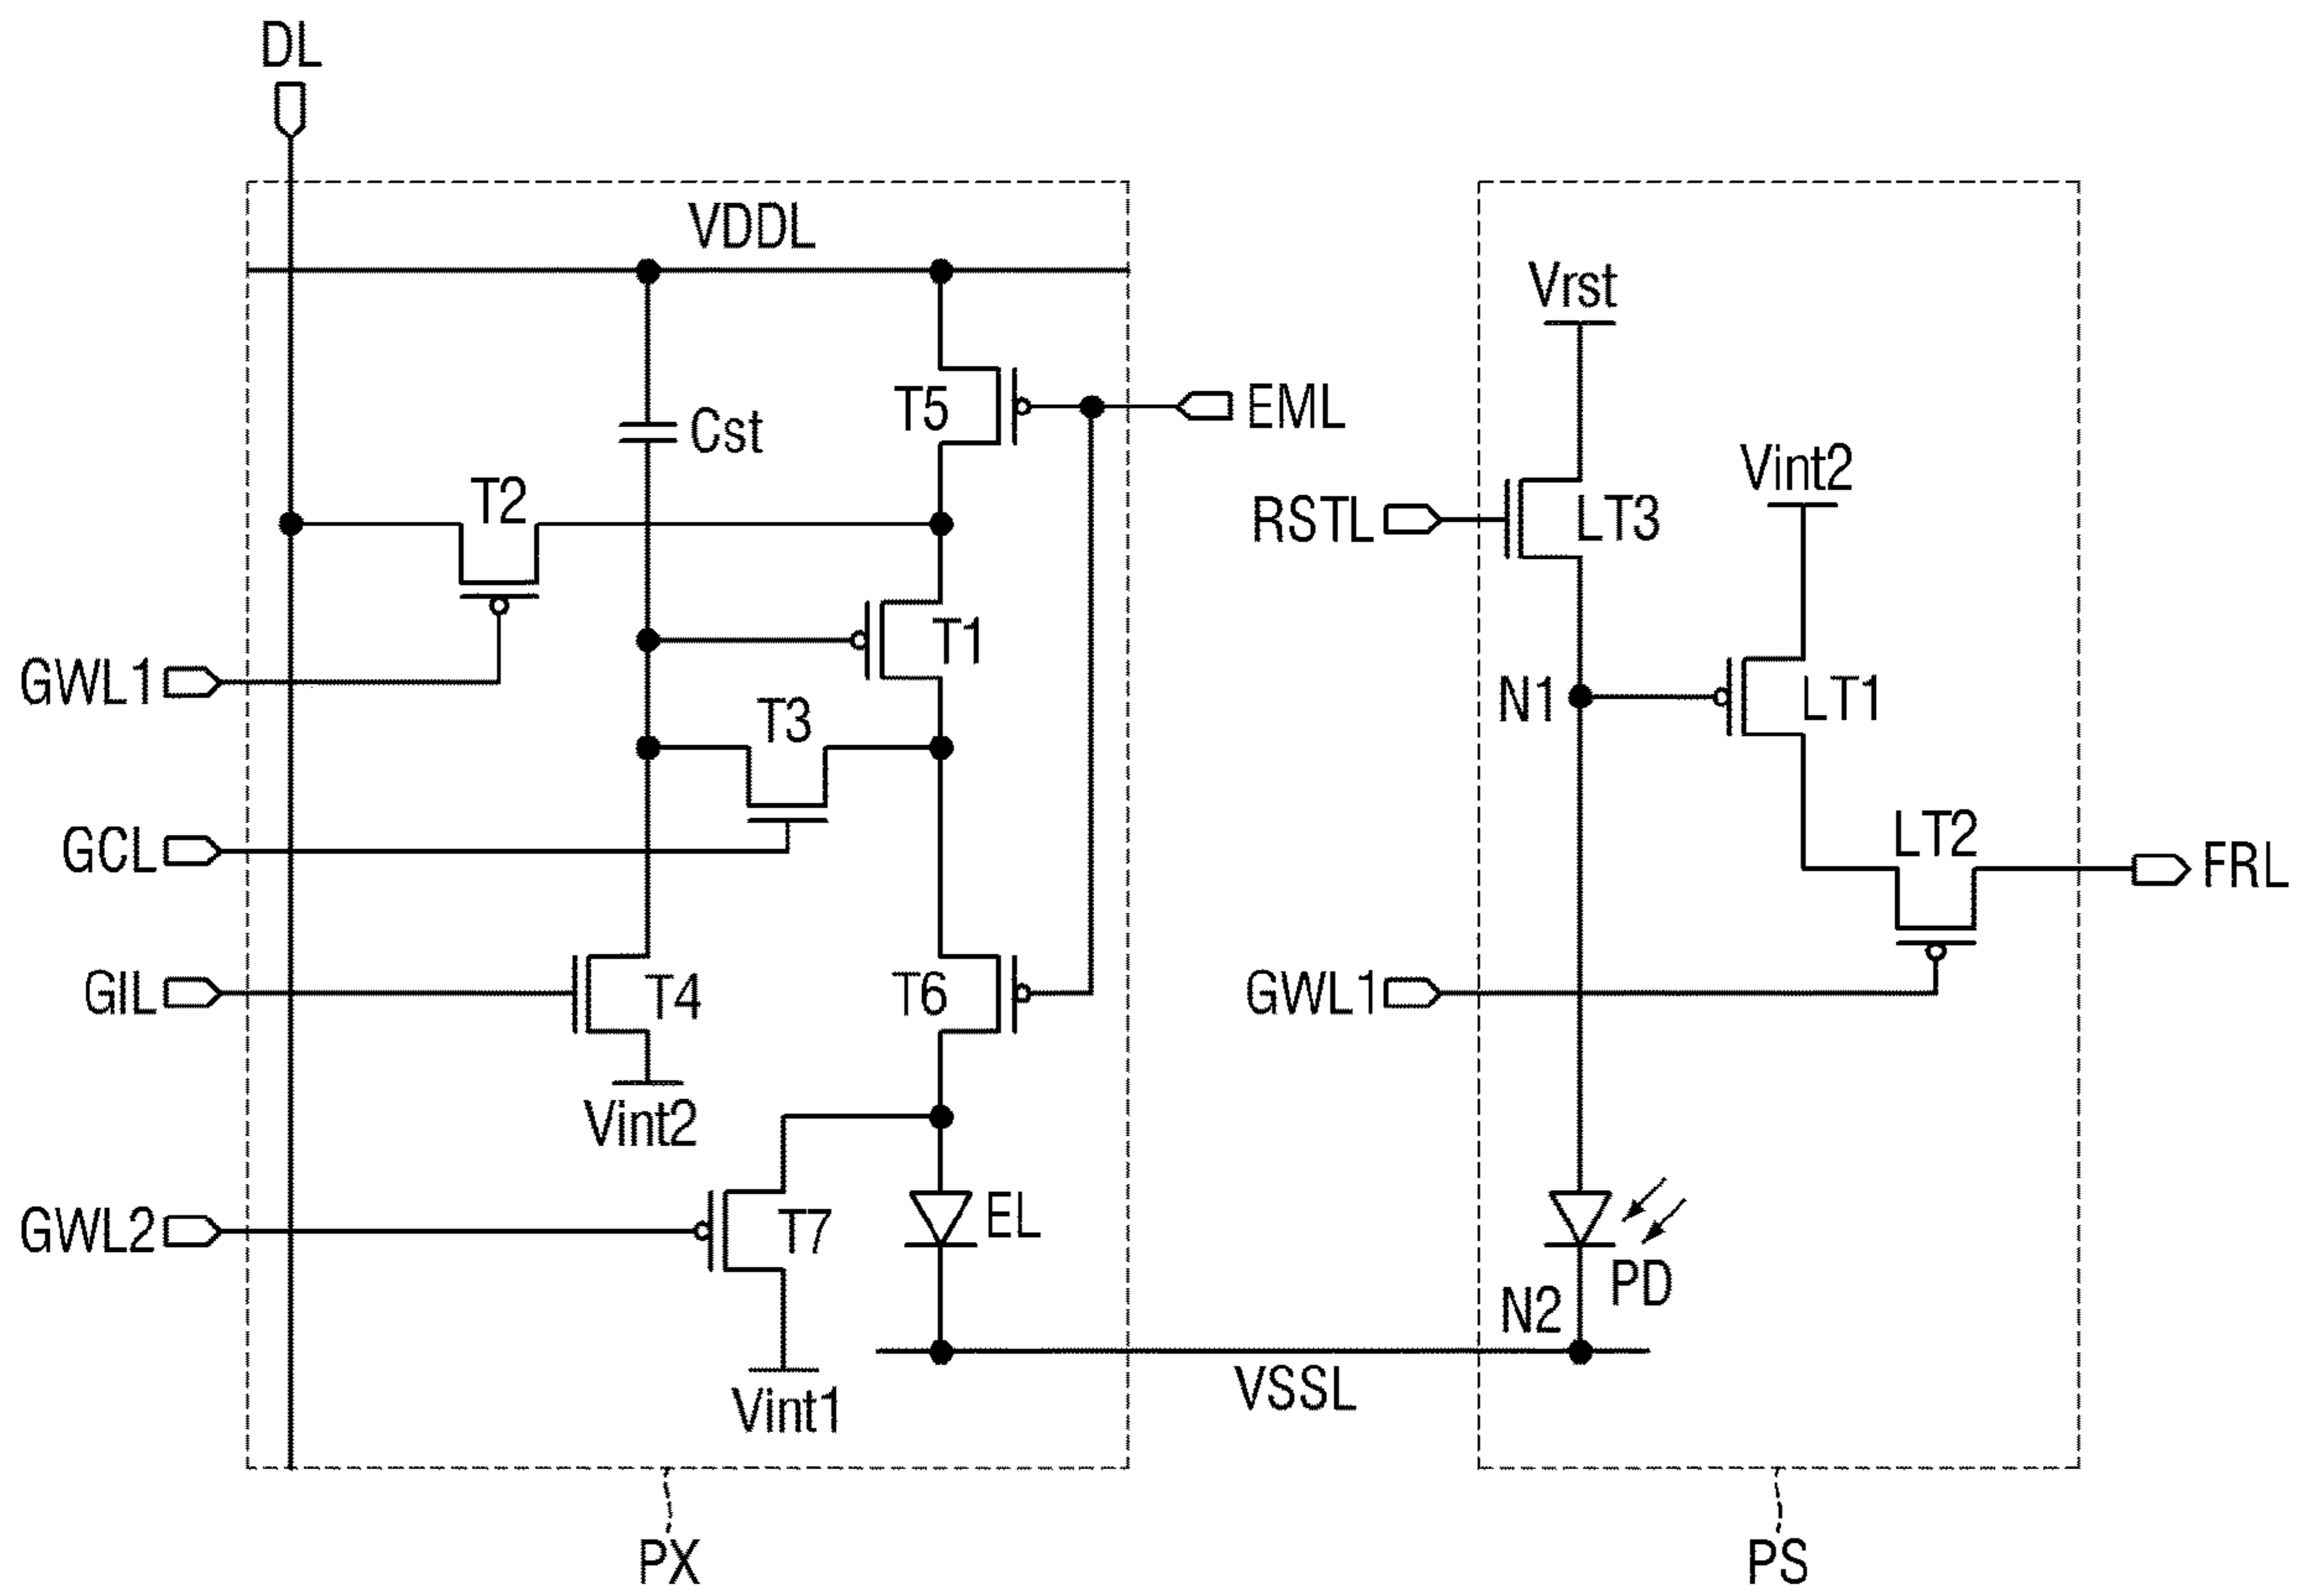 DL
VDDL
Vrst
T5
EML
Cst
Vint2
T2
RSTL
LT3
T1
GWL1
N1
LT1
T3
LT2
GCL
FRL
GIL
T4
T6
GWL1
Vint2
GWL2
T7
EL
PD
N2
Vint1
VSSL
PX
PS